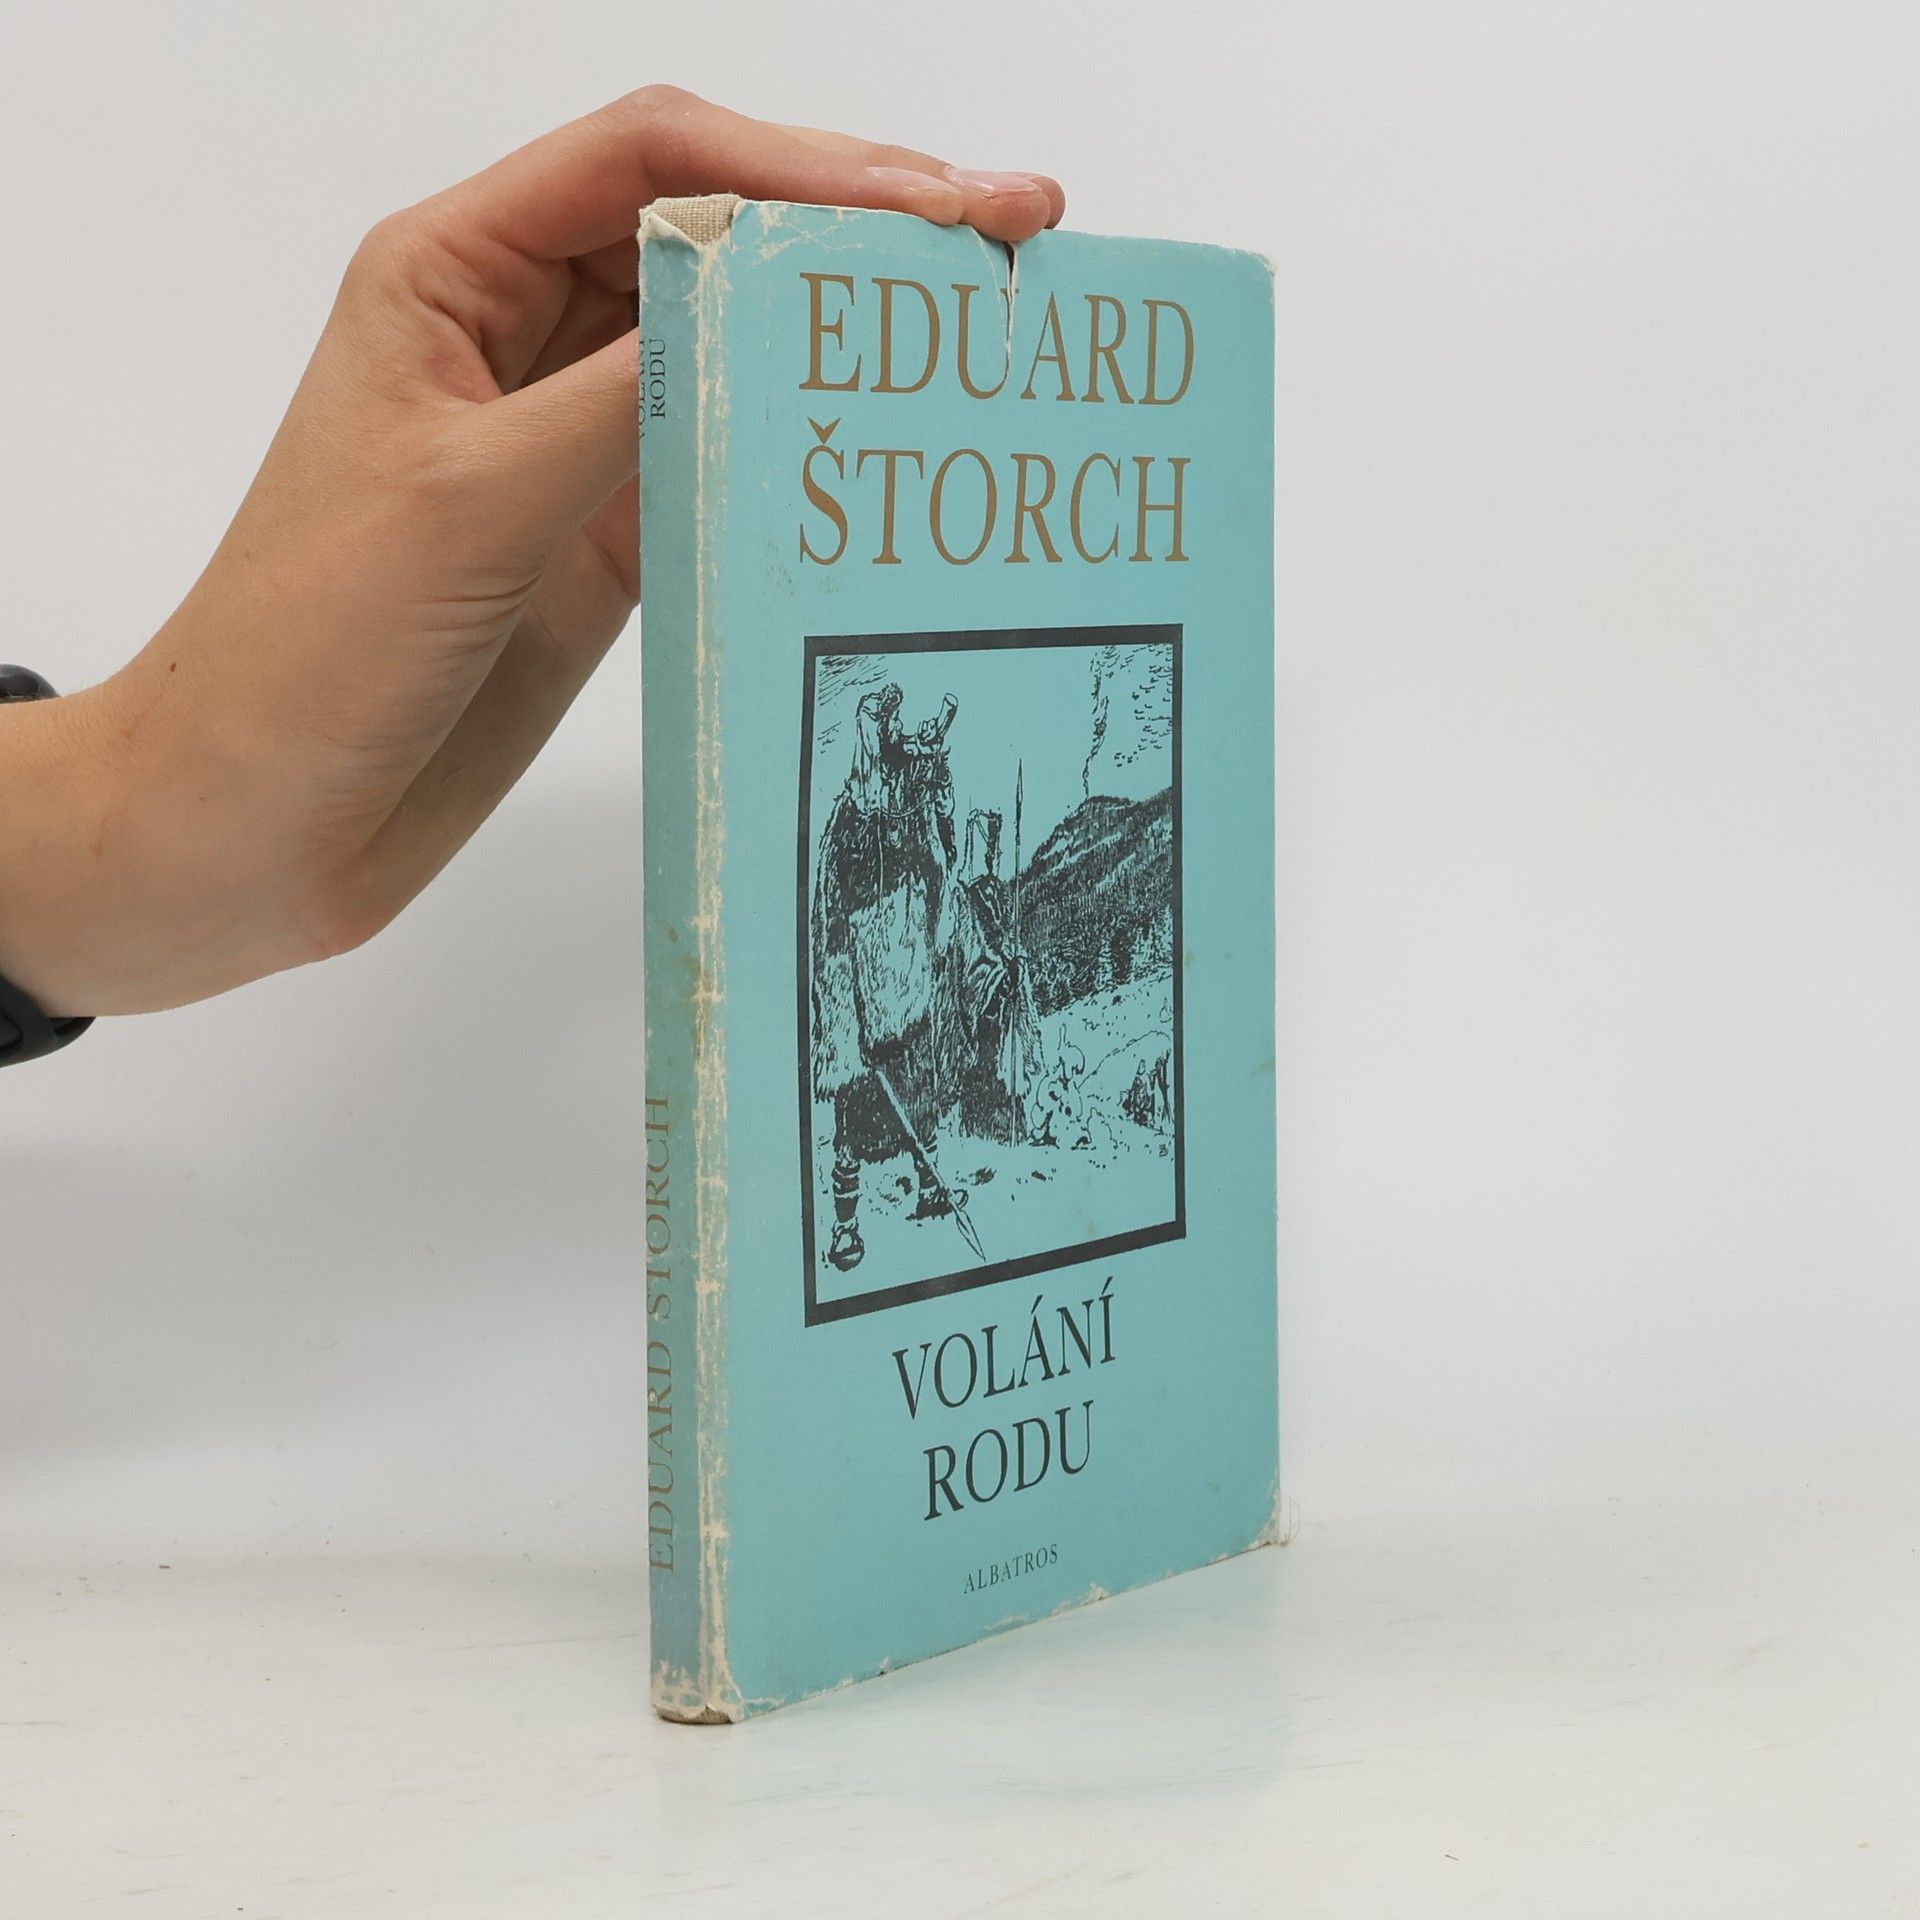 EDUARD
ŠTORCH
VOLÁNÍ
RODU
ALBATROS
VOLÁNÍ
RODU
EDUARD ŠTORCH